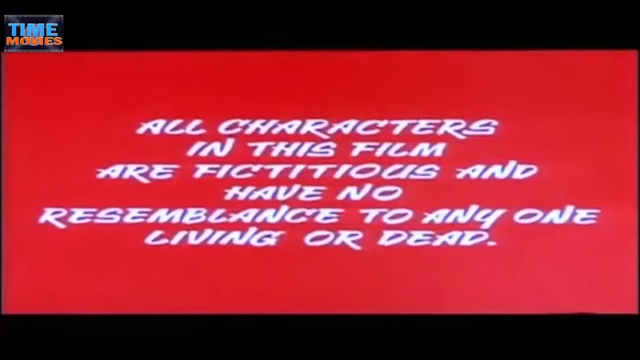 TIME
MOVIES
ALL CHARACTERS
IN THIS FILM
ARE FICTITIOUS AND
HAVE NO
RESEMBLANCE TO ANY ONE
LIVING OR DEAD.